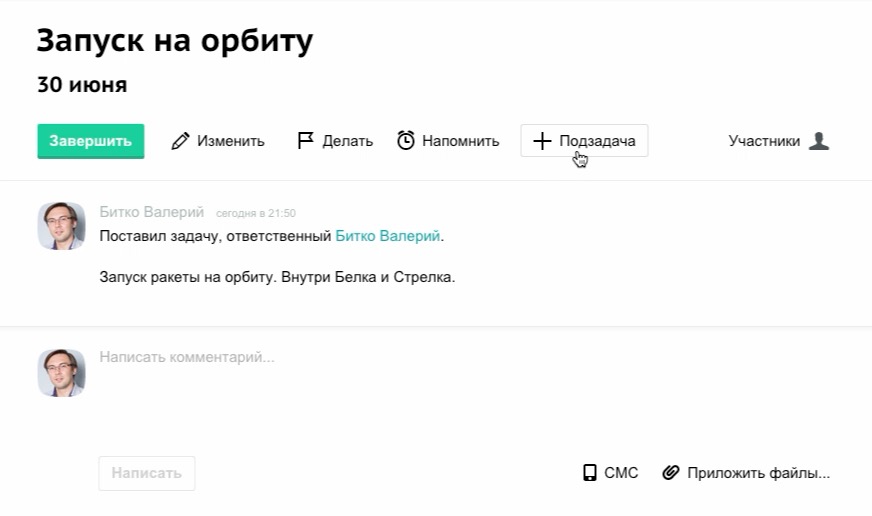 Запуск на орбиту
30 июня
Завершить Изменить Делать Напомнить Подзадача Участники
Битко Валерий сегодня в 21:50
Поставил задачу, ответственный Битко Валерий.
Запуск ракеты на орбиту. Внутри Белка и Стрелка.
Написать комментарий...
Написать СМС Приложить файлы...